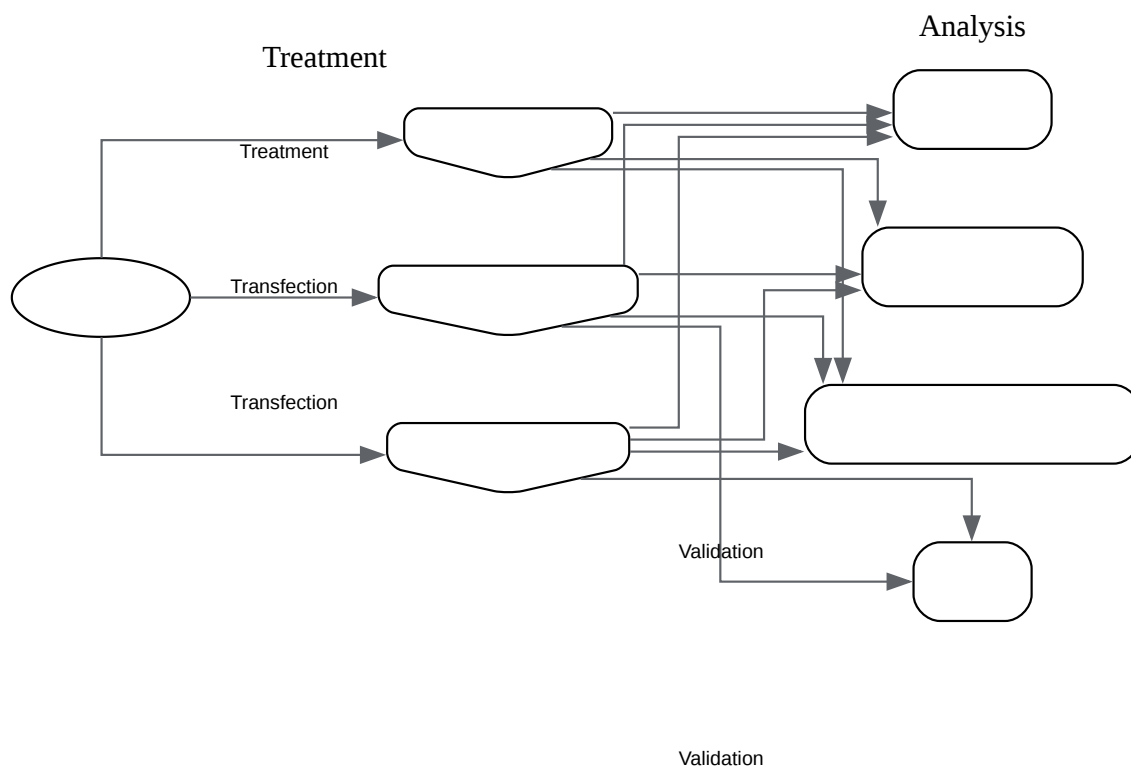 Analysis
Treatment
Treatment
Transfection
Transfection
Validation
Validation